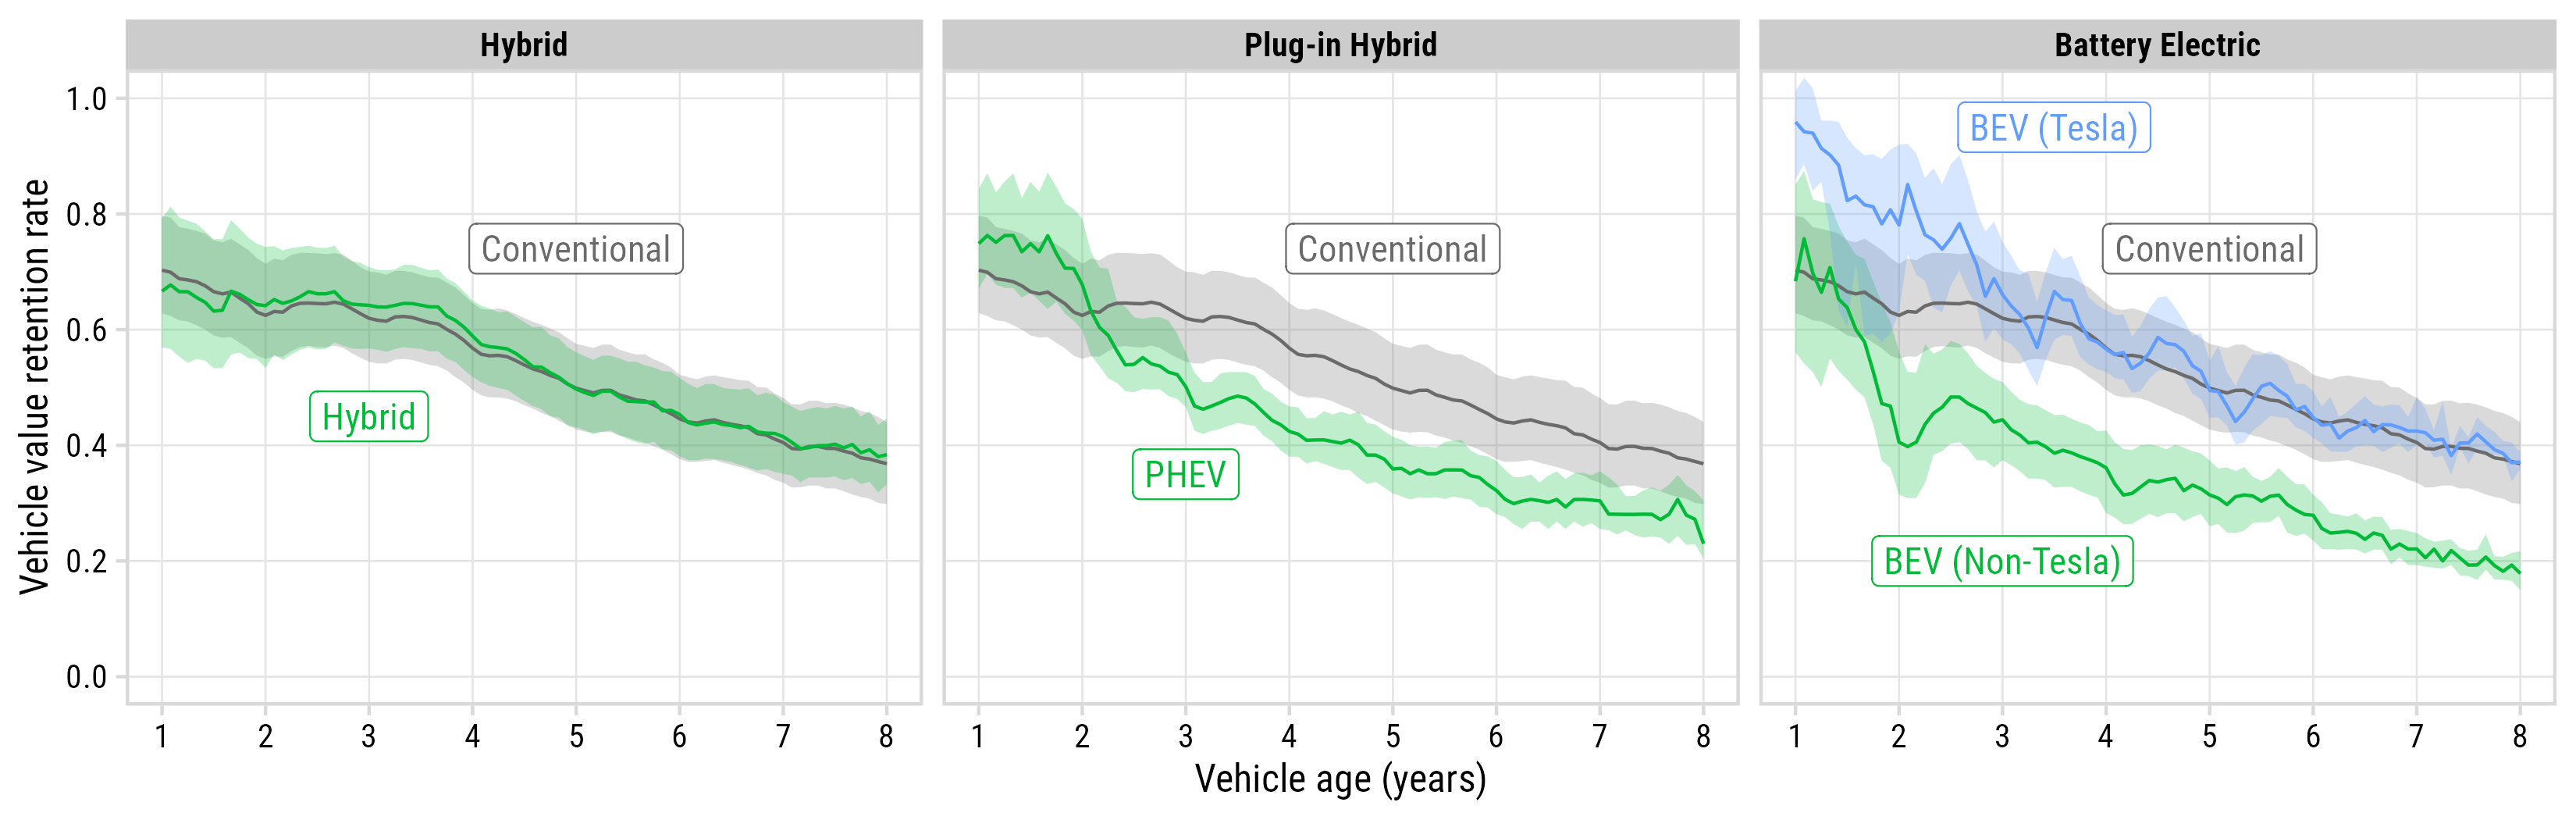 Hybrid
Plug-in Hybrid
Battery Electric
Vehicle value retention rate
1.0
0.8
0.6
0.4
0.2
0.0
Conventional
Hybrid
Conventional
PHEV
BEV (Tesla)
Conventional
BEV (Non-Tesla)
1 2 3 4 5 6 7 8
1 2 3 4 5 6 7 8
1 2 3 4 5 6 7 8
Vehicle age (years)